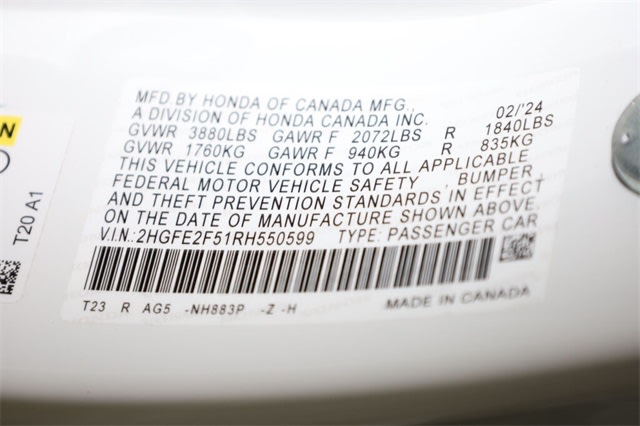 MFD BY HONDA OF CANADA MFG., 02/'24
A DIVISION OF HONDA CANADA INC.
GVWR 3880LBS GAWR F 2072LBS R 1840LBS
GVWR 1760KG GAWR F 940KG R 835KG
THIS VEHICLE CONFORMS TO ALL APPLICABLE
FEDERAL MOTOR VEHICLE SAFETY , BUMPER,
AND THEFT PREVENTION STANDARDS IN EFFECT
ON THE DATE OF MANUFACTURE SHOWN ABOVE.
V.I.N.:2HGFE2F51RH550599 TYPE: PASSENGER CAR
T23 R AG5 -NH883P -Z -H MADE IN CANADA
T20 A1